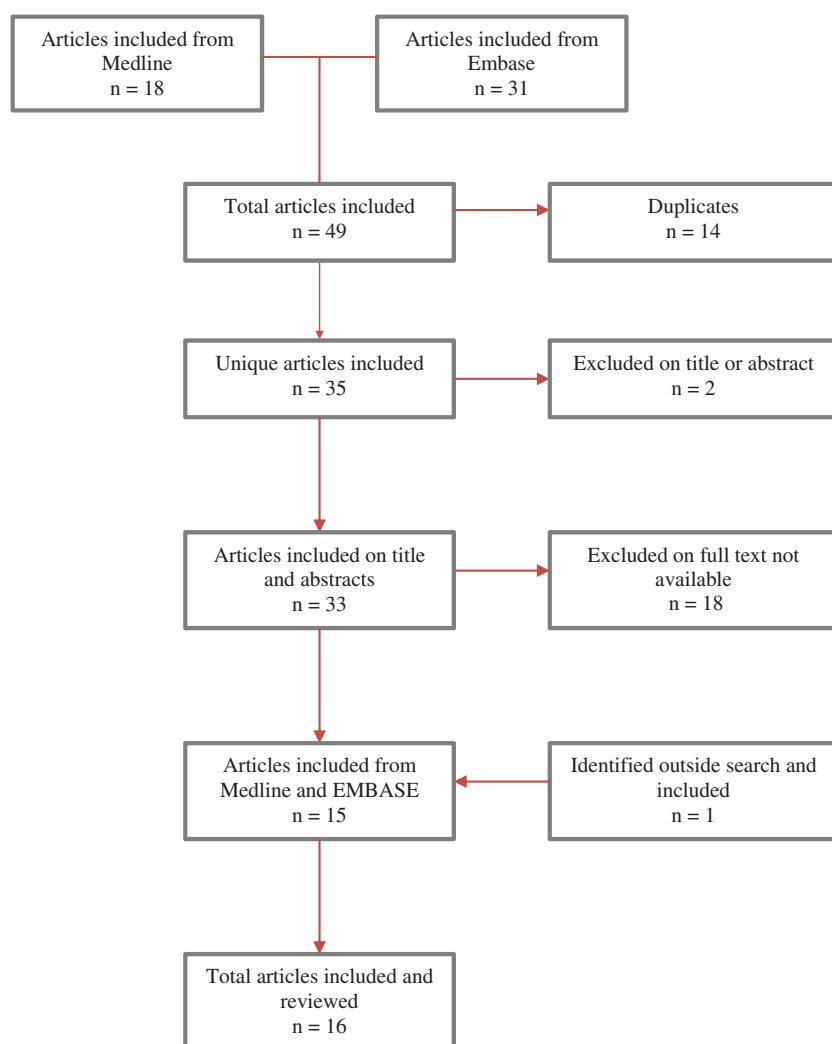 Articles included from
Medline
n = 18
Articles included from
Embase
n = 31
Total articles included
n = 49
Duplicates
n = 14
Unique articles included
n = 35
Excluded on title or abstract
n = 2
Articles included on title
and abstracts
n = 33
Excluded on full text not
available
n = 18
Articles included from
Medline and EMBASE
n = 15
Identified outside search and
included
n = 1
Total articles included and
reviewed
n = 16